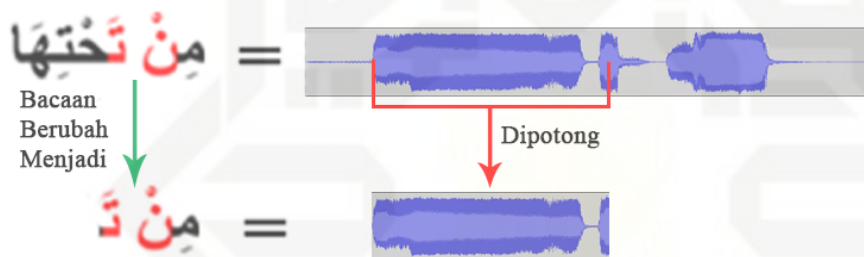 مِنْ تَحْتِهَا =
Bacaan
Berubah
Menjadi
Dipotong
مِنْ تَ =